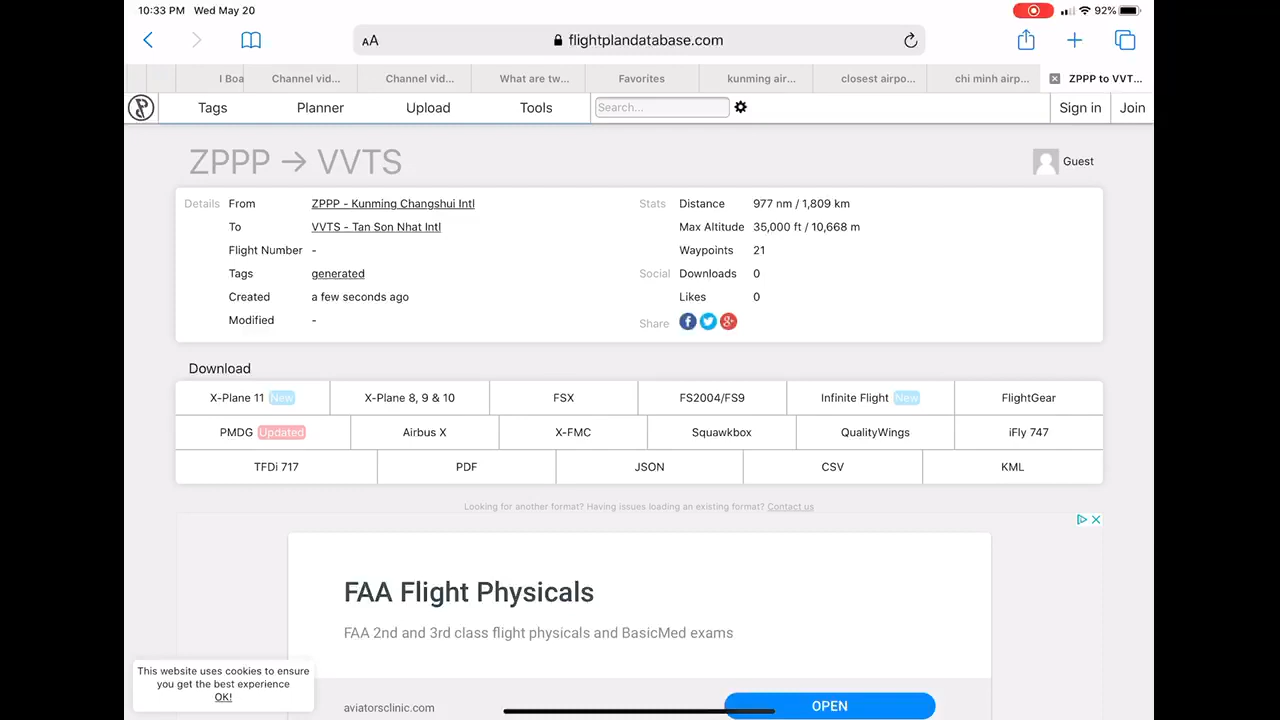 10:33 PM Wed May 20 92%
AA flightplandatabase.com
I Boa Channel vid... Channel vid... What are tw... Favorites kunming air... closest airpo... chi minh airp... ZPPP to VVT...
Tags Planner Upload Tools Search... Sign in Join
ZPPP → VVTS Guest
Details From ZPPP - Kunming Changshui Intl Stats Distance 977 nm / 1,809 km
To VVTS - Tan Son Nhat Intl Max Altitude 35,000 ft / 10,668 m
Flight Number - Waypoints 21
Tags generated Social Downloads 0
Created a few seconds ago Likes 0
Modified - Share
Download
X-Plane 11 New X-Plane 8, 9 & 10 FSX FS2004/FS9 Infinite Flight New FlightGear
PMDG Updated Airbus X X-FMC Squawkbox QualityWings iFly 747
TFDi 717 PDF JSON CSV KML
Looking for another format? Having issues loading an existing format? Contact us
FAA Flight Physicals
FAA 2nd and 3rd class flight physicals and BasicMed exams
This website uses cookies to ensure
you get the best experience
OK!
aviatorsclinic.com OPEN